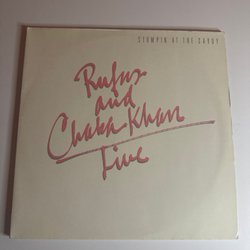 STOMPIN' AT THE SAVOY
Rufus
and
Chaka Khan
Live